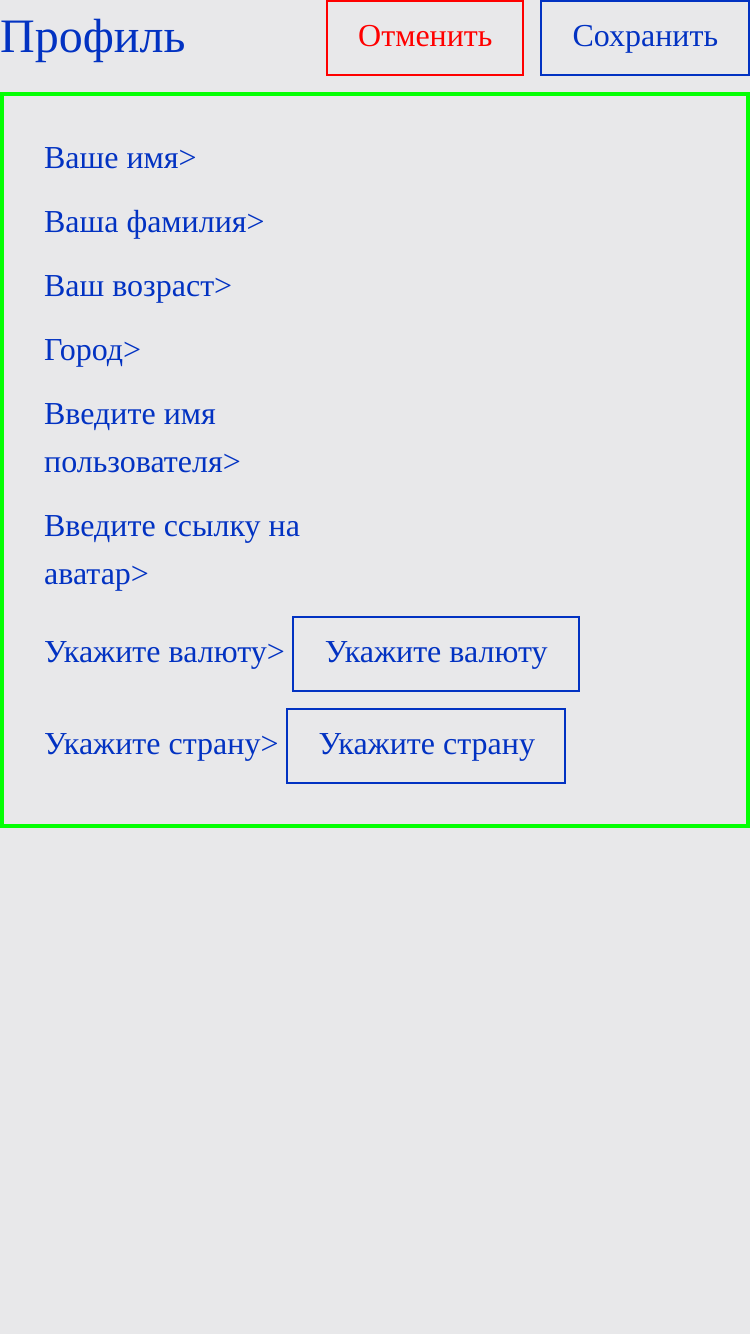 Профиль
Отменить
Сохранить
Ваше имя>
Ваша фамилия>
Ваш возраст>
Город>
Введите имя
пользователя>
Введите ссылку на
аватар>
Укажите валюту> Укажите валюту
Укажите страну> Укажите страну